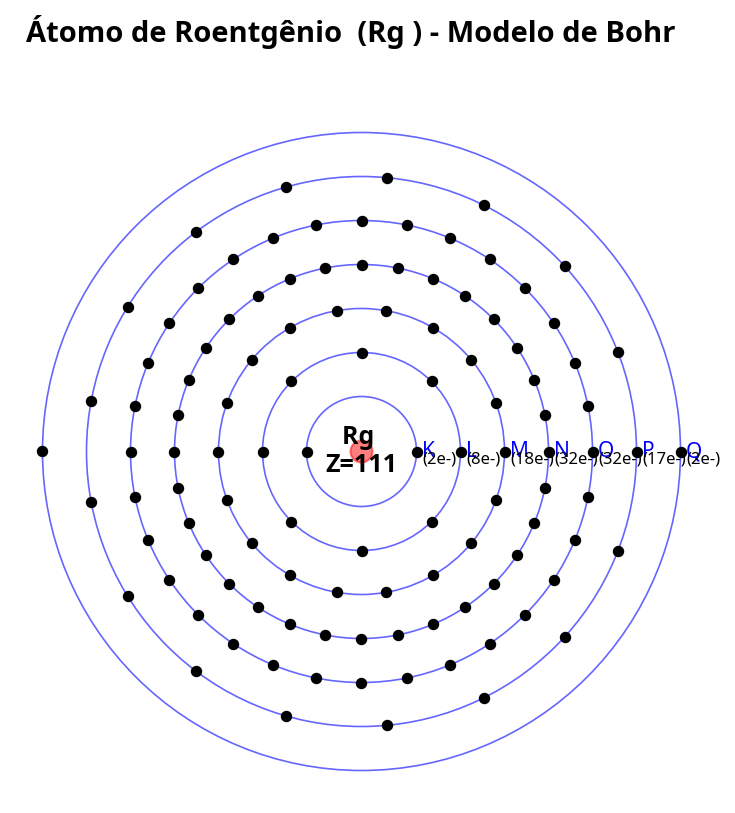 Átomo de Roentgênio (Rg ) - Modelo de Bohr
Rg
Z=111
K L M N O P Q
(2e-) (8e-) (18e-) (32e-) (32e-) (17e-) (2e-)